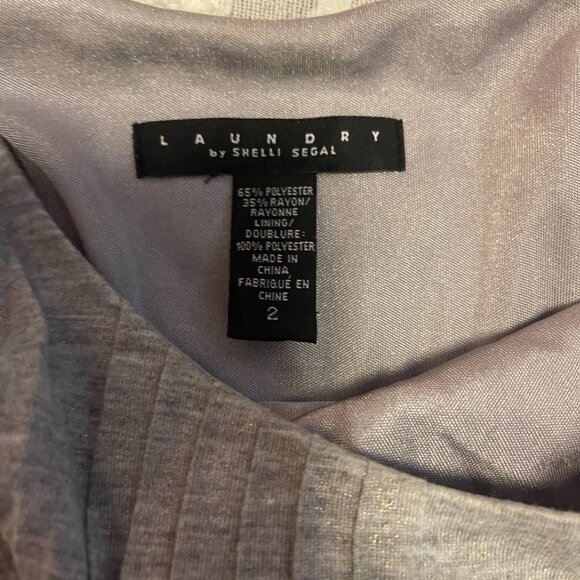 LAUNDRY
by SHELLI SEGAL
65% POLYESTER
35% RAYON/
RAYONNE
LINING/
DOUBLURE:
100% POLYESTER
MADE IN
CHINA
FABRIQUÉ EN
CHINE
2